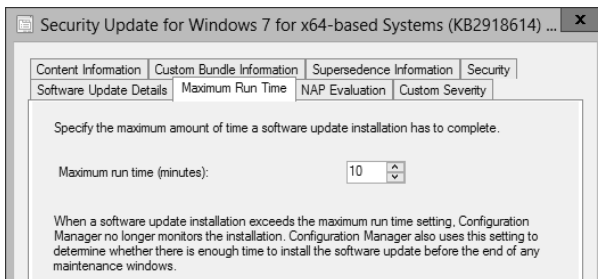 Security Update for Windows 7 for x64-based Systems (KB2918614) ... x
Content Information Custom Bundle Information Supersedence Information Security
Software Update Details Maximum Run Time NAP Evaluation Custom Severity
Specify the maximum amount of time a software update installation has to complete.
Maximum run time (minutes): 10
When a software update installation exceeds the maximum run time setting, Configuration
Manager no longer monitors the installation. Configuration Manager also uses this setting to
determine whether there is enough time to install the software update before the end of any
maintenance windows.